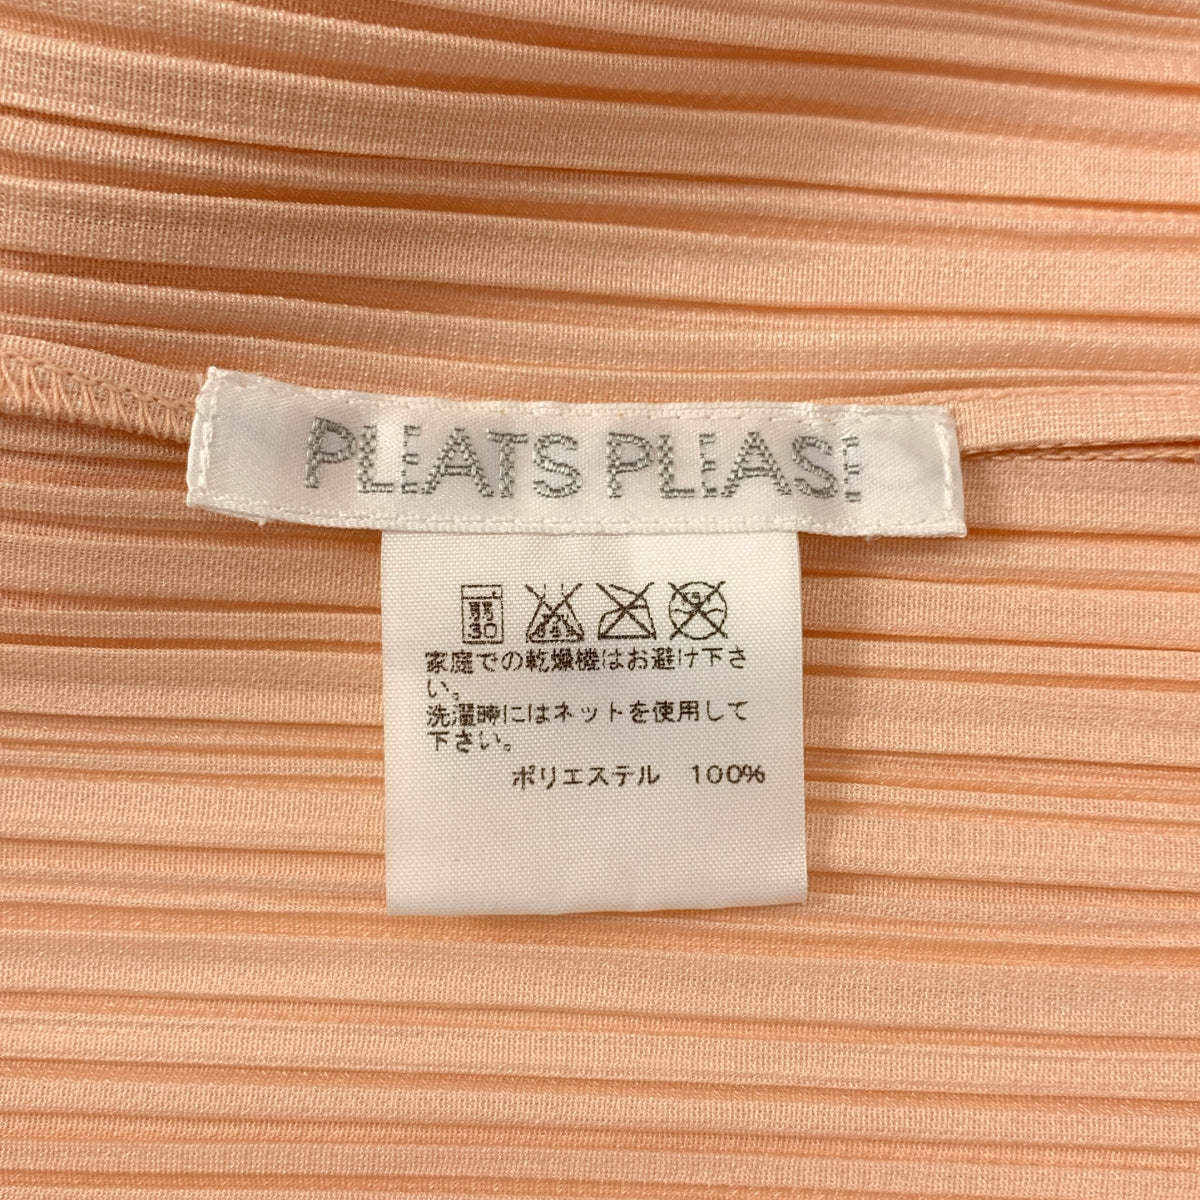 PLEATS PLEASE
30
家庭での乾燥機はお避け下さ
い。
洗濯時にはネットを使用して
下さい。
ポリエステル 100%